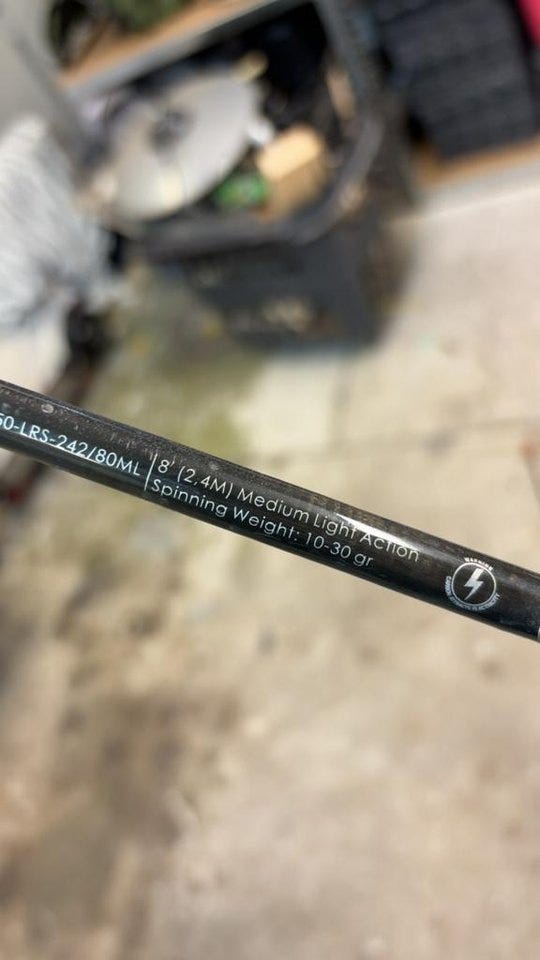 50-LRS-242/80ML
8' (2,4M) Medium Light Action
Spinning Weight: 10-30 gr
WARNING